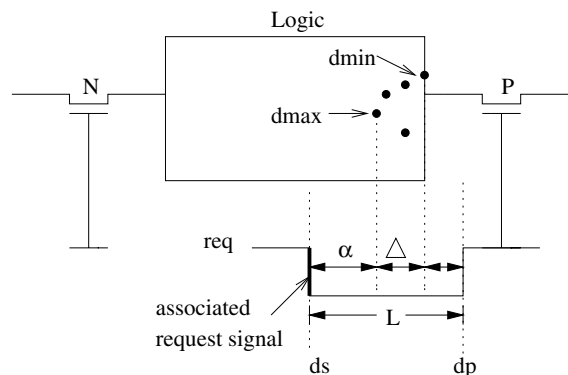 Logic
dmin
N
P
dmax
req
α
△
associated
request signal
L
ds
dp